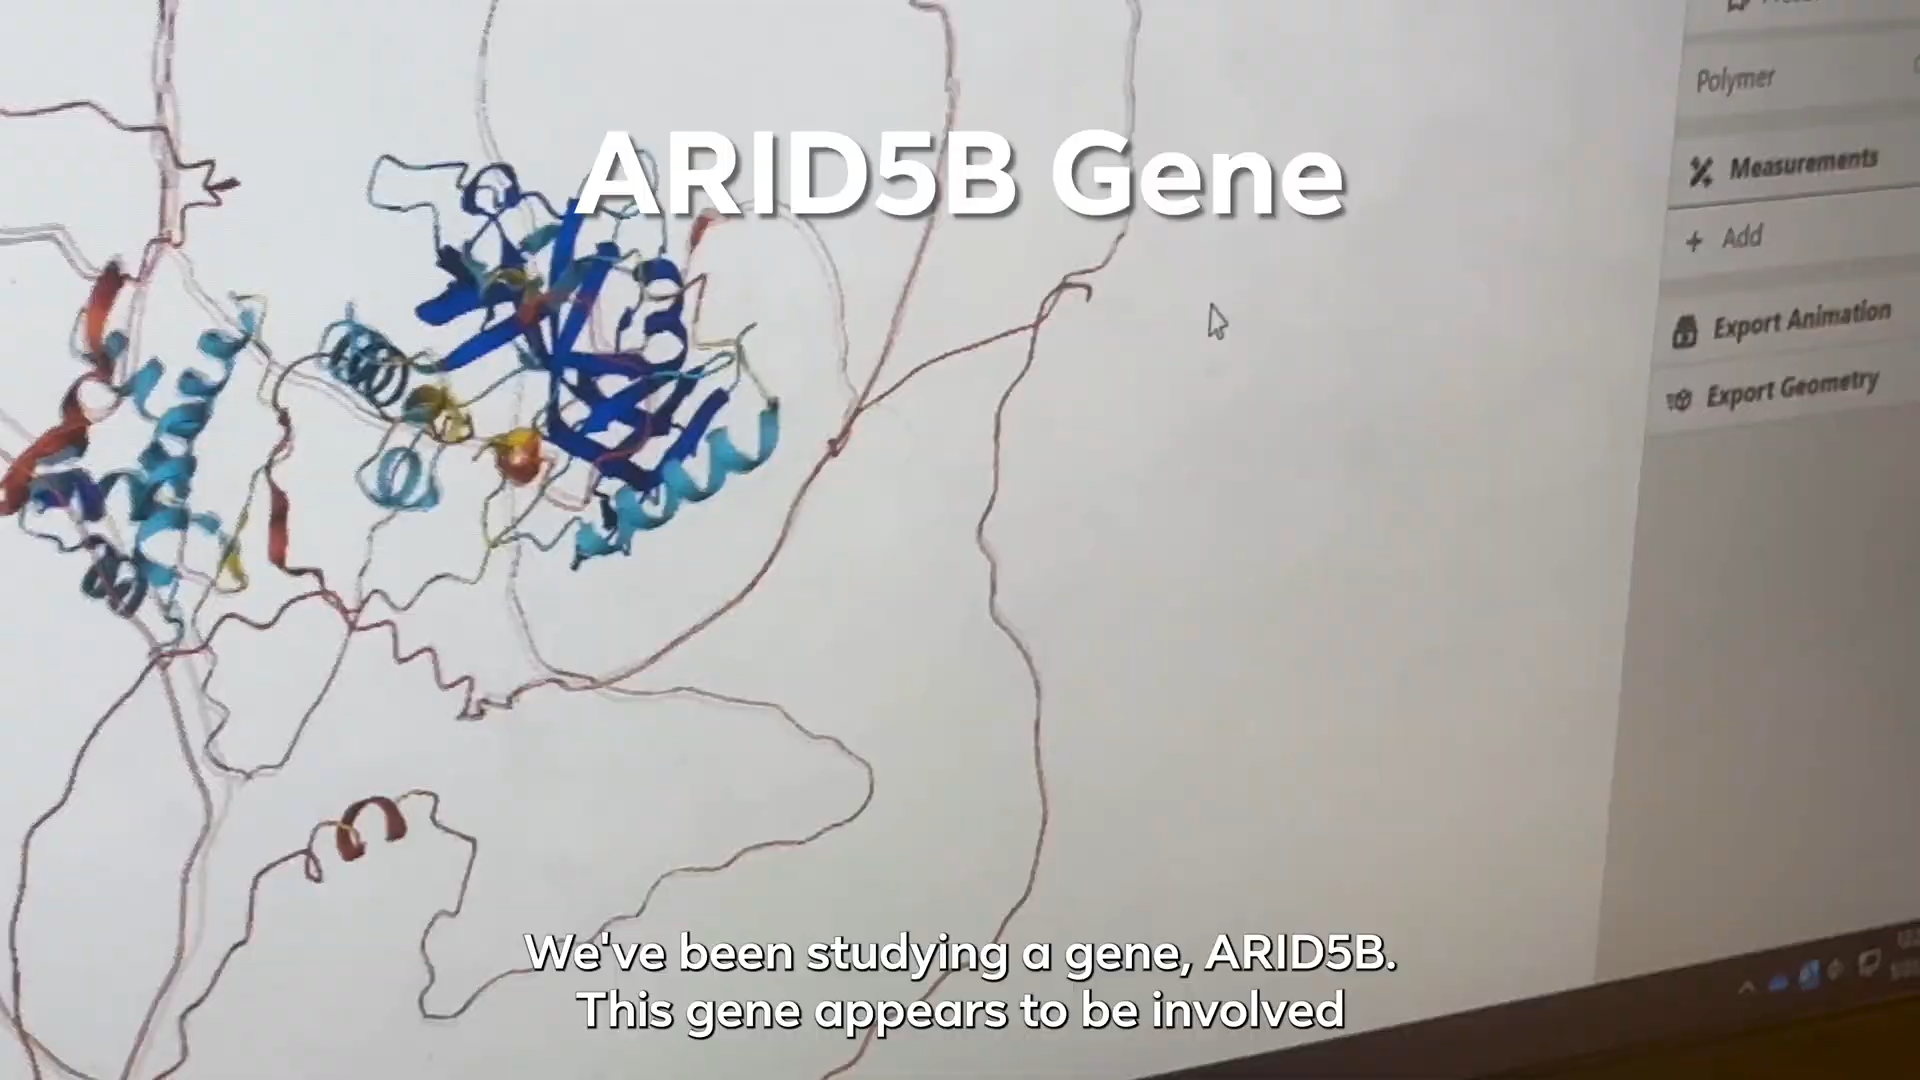 ARID5B Gene
Polymer
Measurements
+ Add
Export Animation
Export Geometry
We've been studying a gene, ARID5B.
This gene appears to be involved